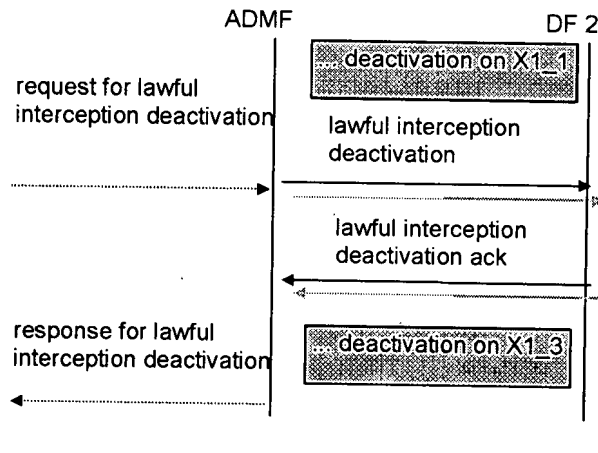 ADMF
DF 2
... deactivation on X1_1
request for lawful
interception deactivation
lawful interception
deactivation
lawful interception
deactivation ack
response for lawful
interception deactivation
... deactivation on X1_3